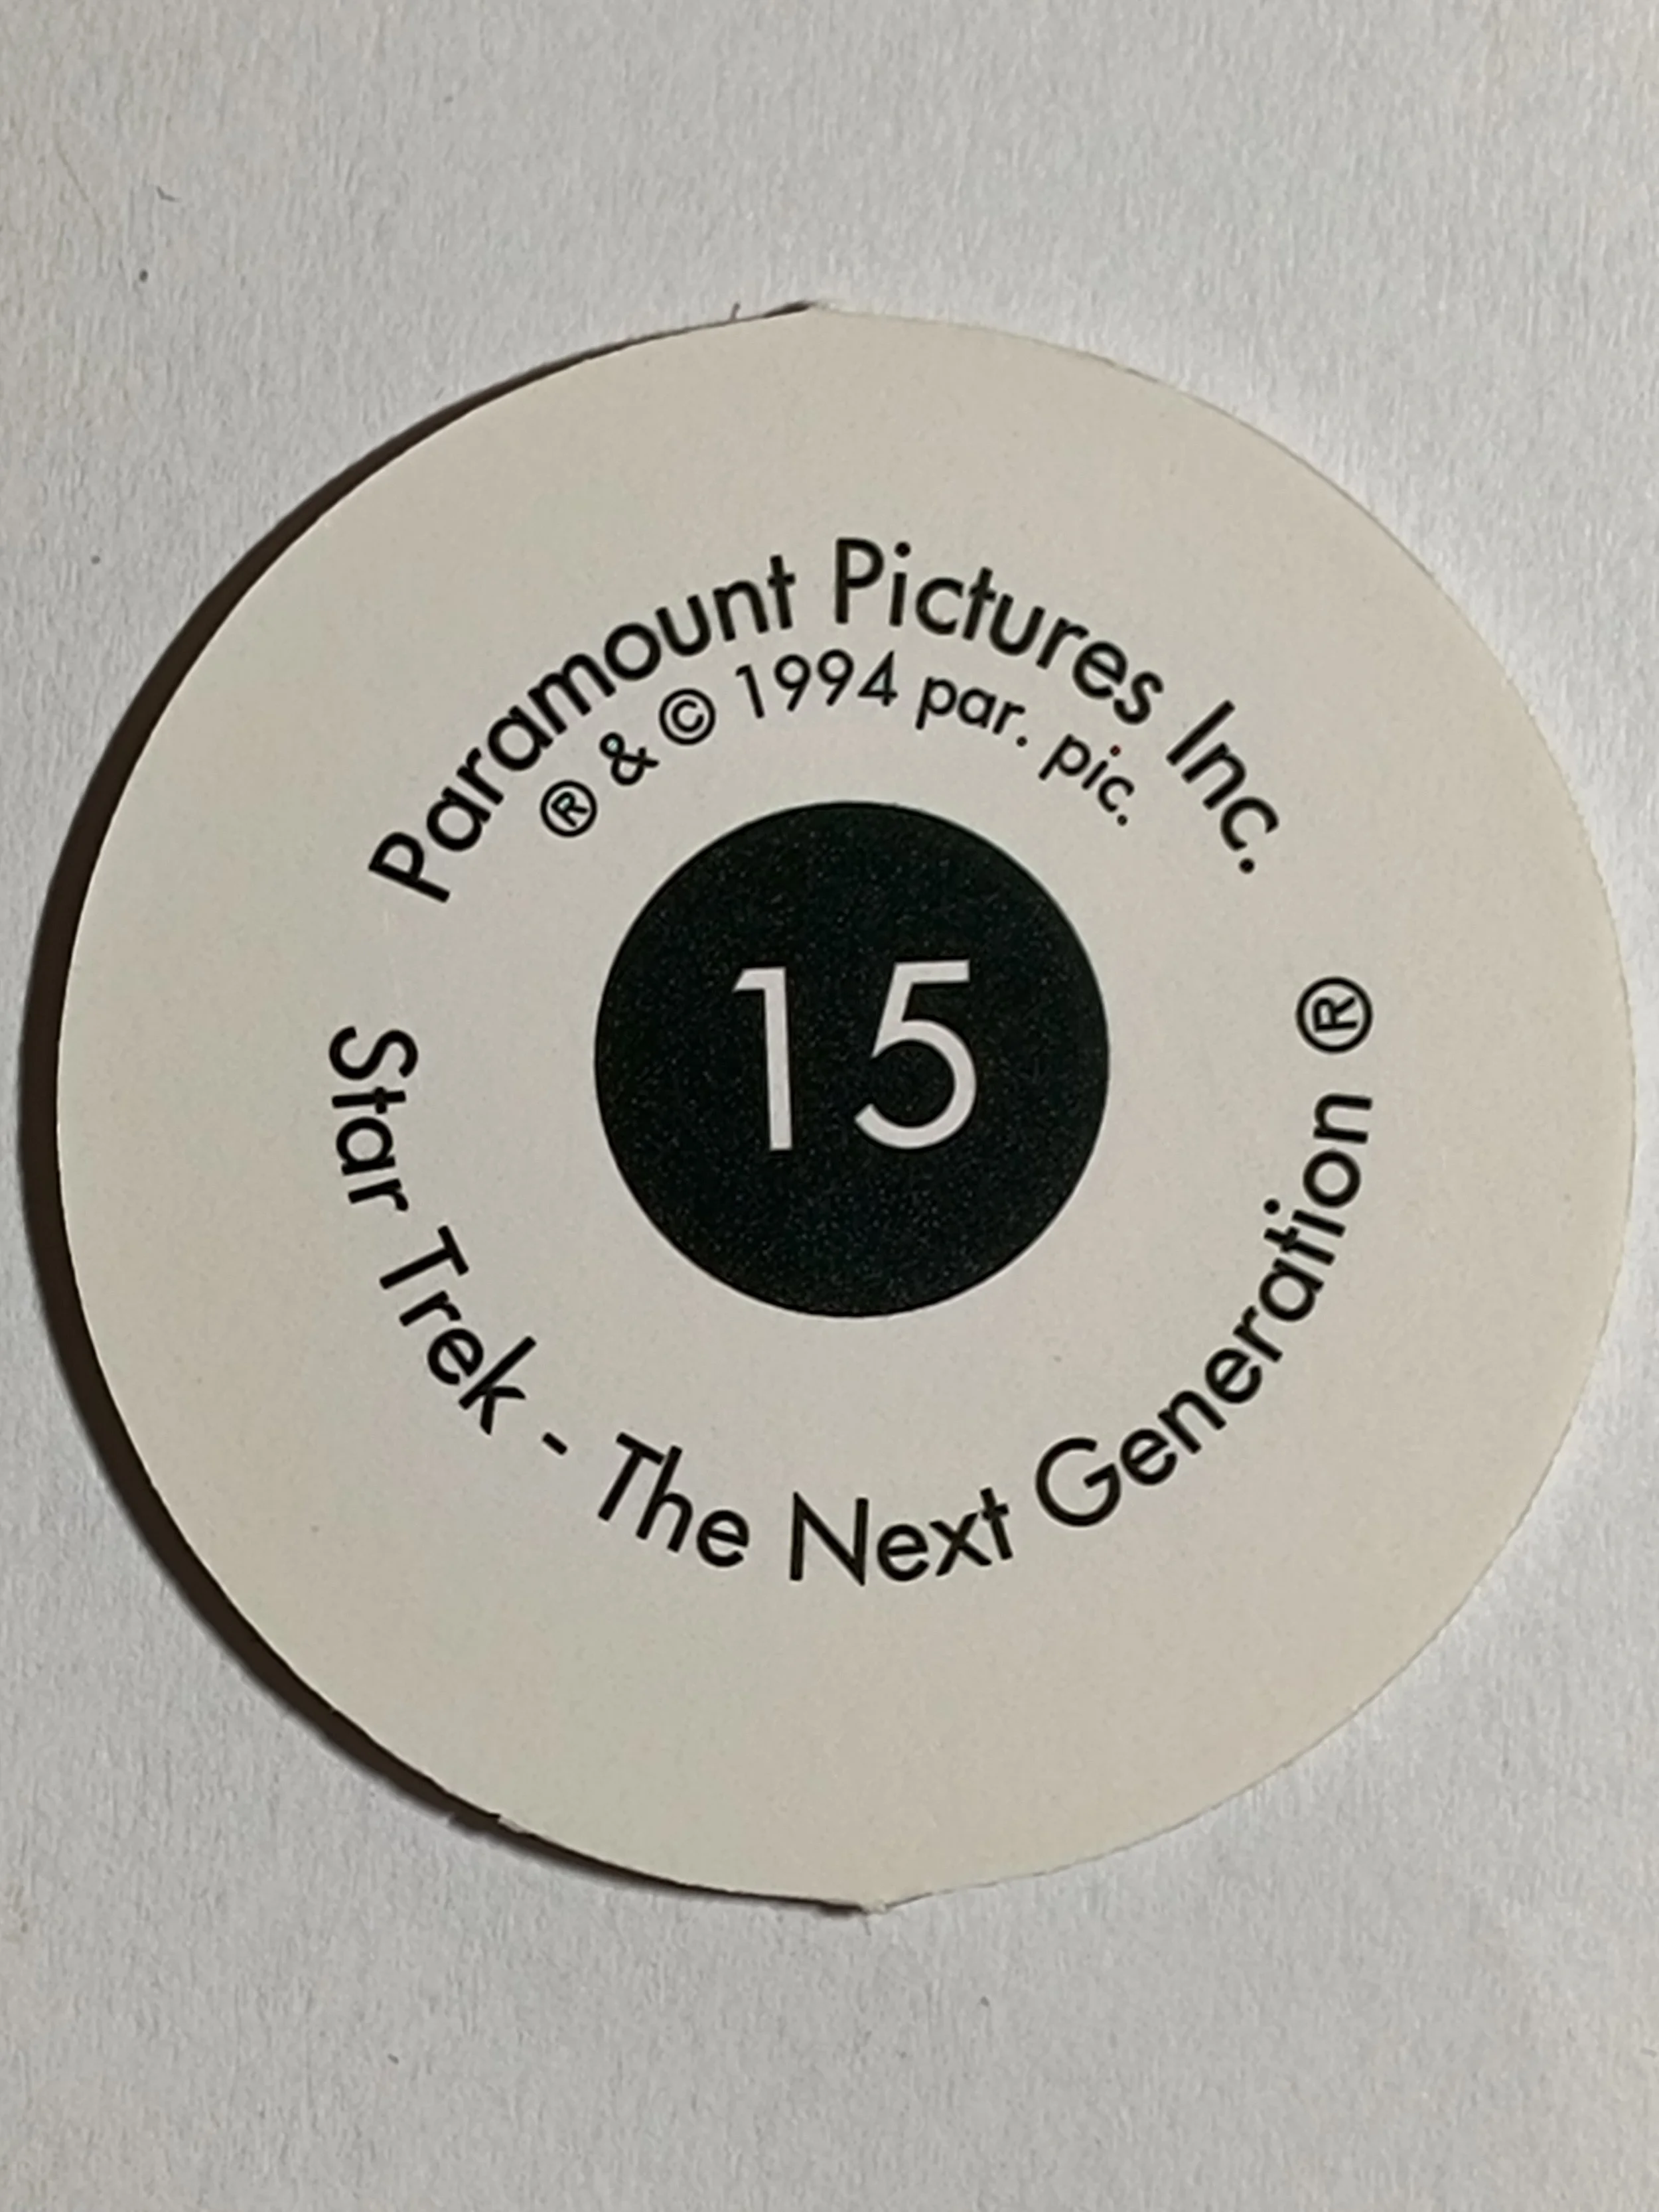 Paramount Pictures Inc.
® & © 1994 par. pic.
15
Star Trek - The Next Generation ®